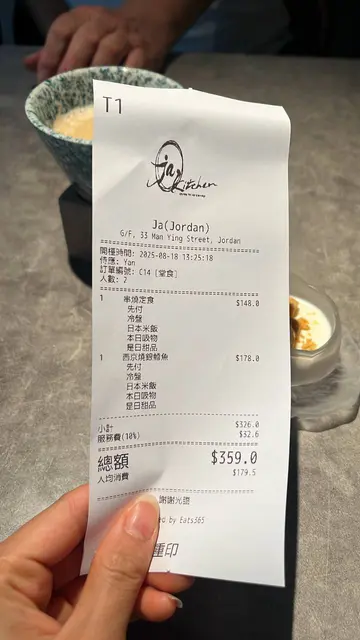 T1
ja Kitchen
Ja(Jordan)
G/F, 33 Man Ying Street, Jordan
開檯時間: 2025-08-18 13:25:18
侍應: Yan
訂單編號: C14 [堂食]
人數: 2
1 串燒定食 $148.0
先付
冷盤
日本米飯
本日吸物
是日甜品
1 西京燒銀鱈魚 $178.0
先付
冷盤
日本米飯
本日吸物
是日甜品
小計 $326.0
服務費(10%) $32.6
總額 $359.0
人均消費 $179.5
謝謝光臨
by Eats365
重印